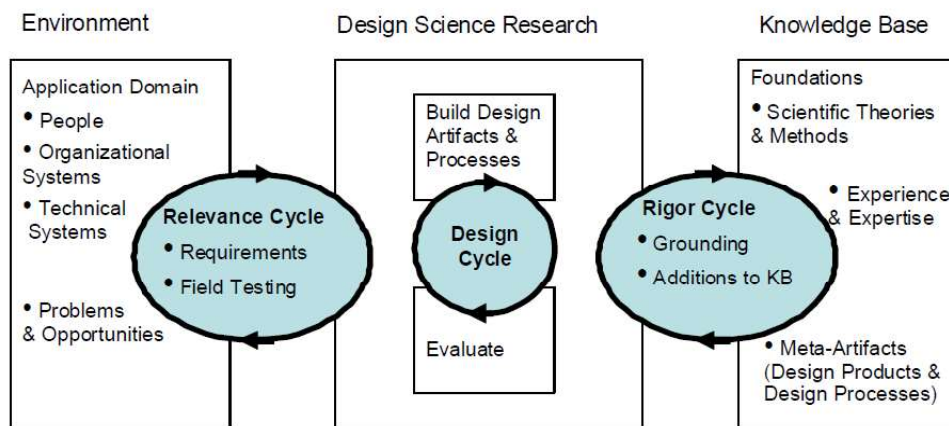 Environment
Design Science Research
Knowledge Base
Application Domain
• People
• Organizational
Systems
• Technical
Systems
• Problems
& Opportunities
Relevance Cycle
• Requirements
• Field Testing
Build Design
Artifacts &
Processes
Design
Cycle
Evaluate
Rigor Cycle
• Grounding
• Additions to KB
Foundations
• Scientific Theories
& Methods
• Experience
& Expertise
• Meta-Artifacts
(Design Products &
Design Processes)